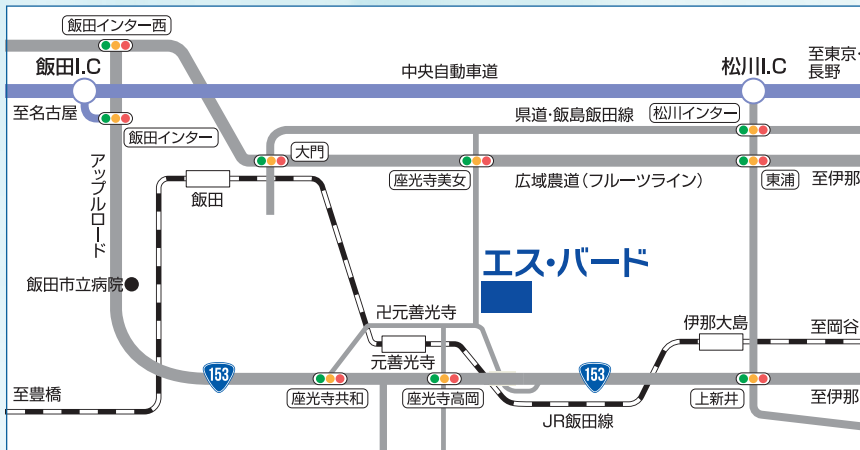 飯田インター西
飯田I.C
中央自動車道
松川I.C
至東京・
長野
至名古屋
飯田インター
県道・飯島飯田線
松川インター
大門
座光寺美女
広域農道（フルーツライン）
東浦
至伊那
アップルロード
飯田
エス・バード
飯田市立病院
卍元善光寺
元善光寺
伊那大島
至岡谷
153
153
至豊橋
座光寺共和
座光寺高岡
上新井
至伊那
JR飯田線